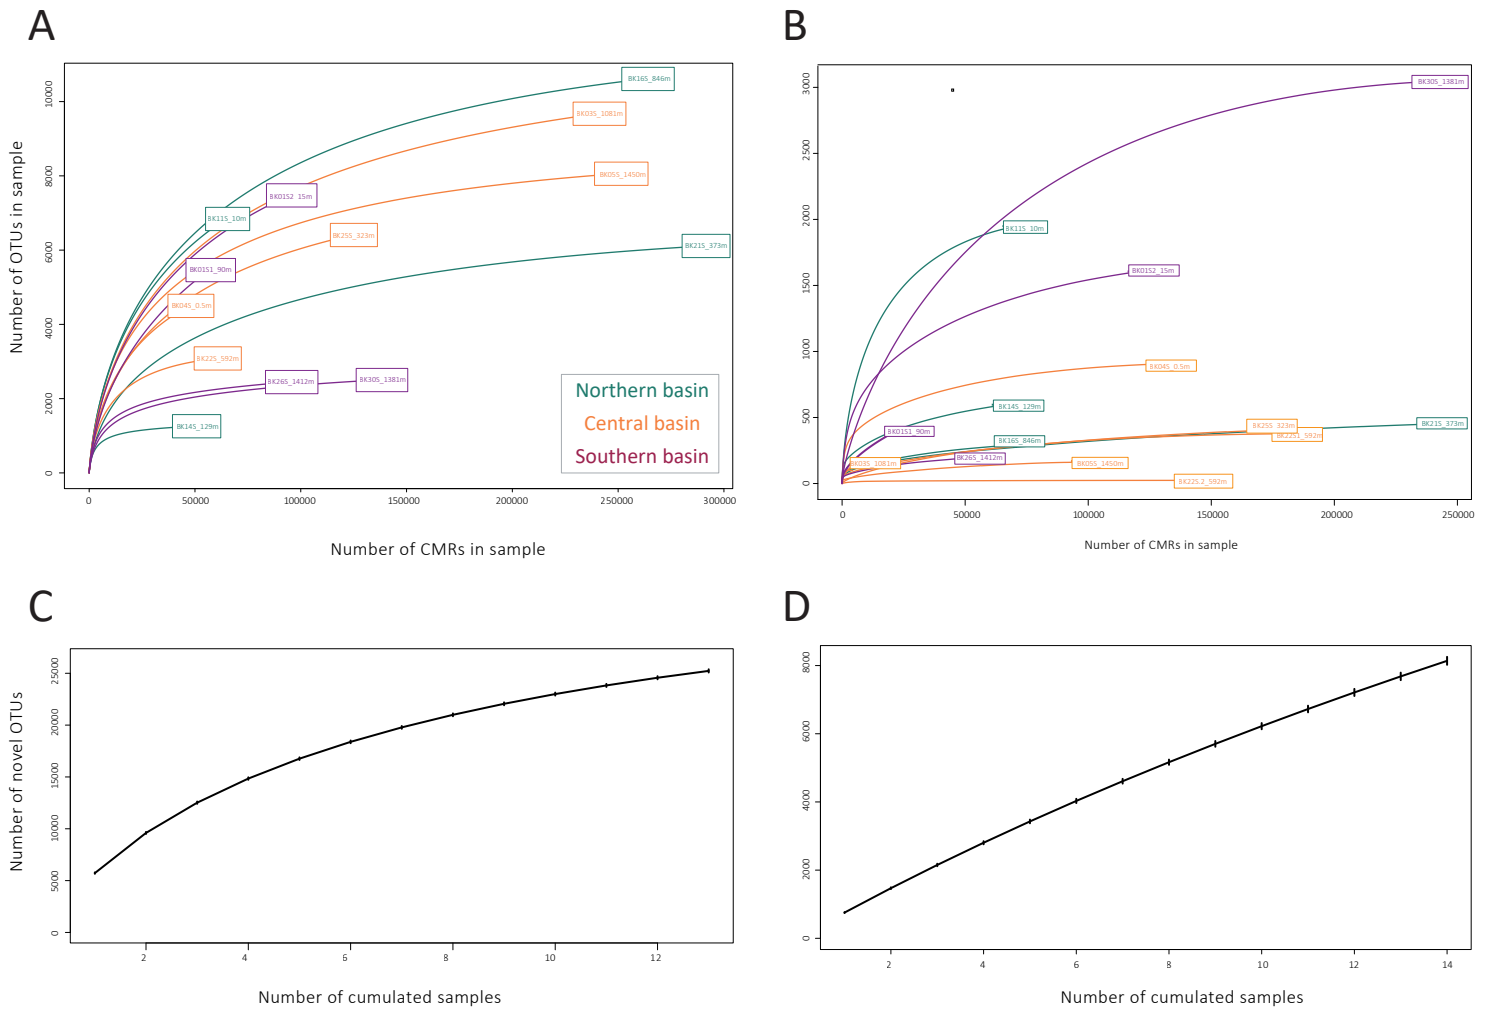 A
Number of OTUs in sample
10000
8000
6000
4000
2000
0
BK16S_846m
BK03S_1081m
BK05S_1450m
BK01S2_15m
BK11S_10m
BK25S_323m
BK21S_373m
BK01S1_90m
BK04S_0.5m
BK22S_592m
BK26S_1412m
BK30S_1381m
BK14S_129m
Northern basin
Central basin
Southern basin
0 50000 100000 150000 200000 250000 300000
Number of CMRs in sample
B
3000
2500
2000
1500
1000
500
0
BK30S_1381m
BK11S_10m
BK01S2_15m
BK04S_0.5m
BK14S_129m
BK01S1_90m
BK16S_846m
BK25S_323m
BK22S1_592m
BK21S_373m
BK03S_1081m
BK26S_1412m
BK05S_1450m
BK22S.2_592m
0 50000 100000 150000 200000 250000
Number of CMRs in sample
C
Number of novel OTUs
25000
20000
15000
10000
5000
0
2 4 6 8 10 12
Number of cumulated samples
D
8000
6000
4000
2000
0
2 4 6 8 10 12 14
Number of cumulated samples